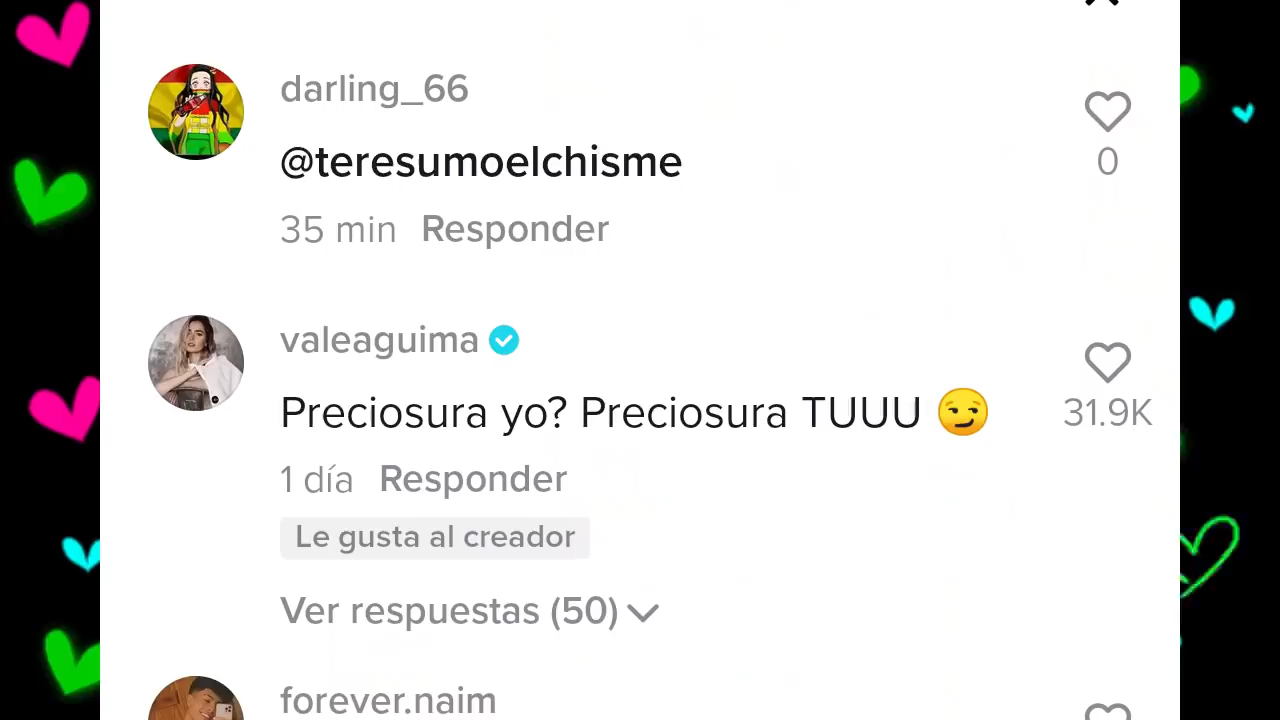 darling_66
@teresumoelchisme
0
35 min Responder
valeaguima
Preciosura yo? Preciosura TUUU 😏
31.9K
1 día Responder
Le gusta al creador
Ver respuestas (50)
forever.naim